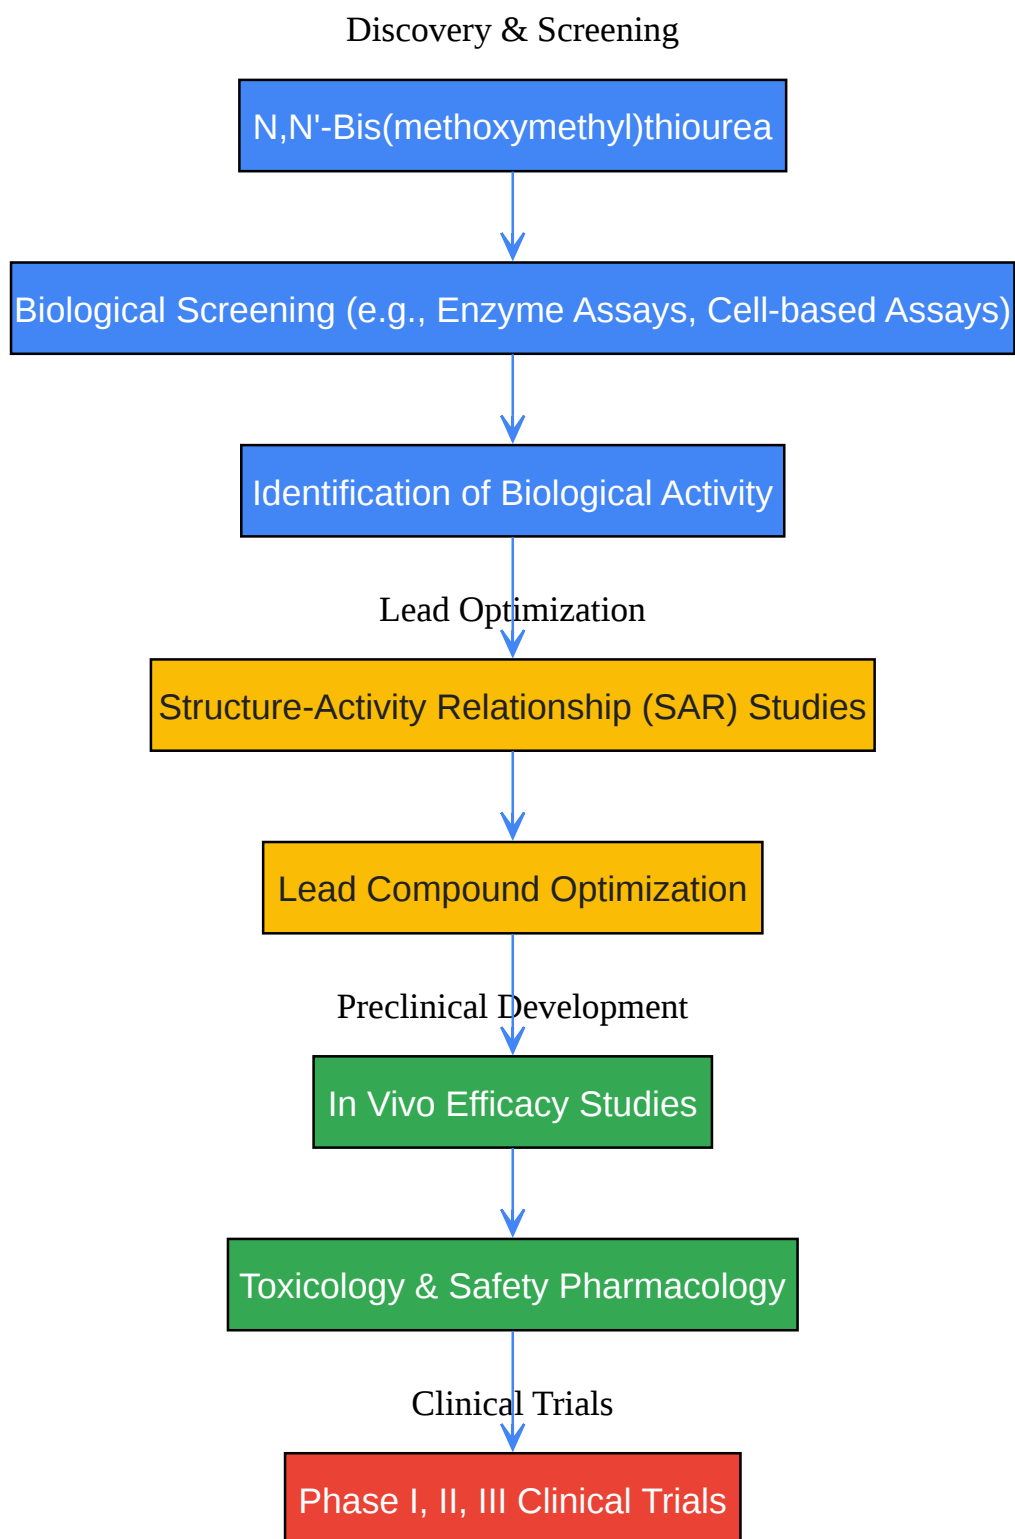 Discovery & Screening
N,N'-Bis(methoxymethyl)thiourea
Biological Screening (e.g., Enzyme Assays, Cell-based Assays)
Identification of Biological Activity
Lead Optimization
Structure-Activity Relationship (SAR) Studies
Lead Compound Optimization
Preclinical Development
In Vivo Efficacy Studies
Toxicology & Safety Pharmacology
Clinical Trials
Phase I, II, III Clinical Trials